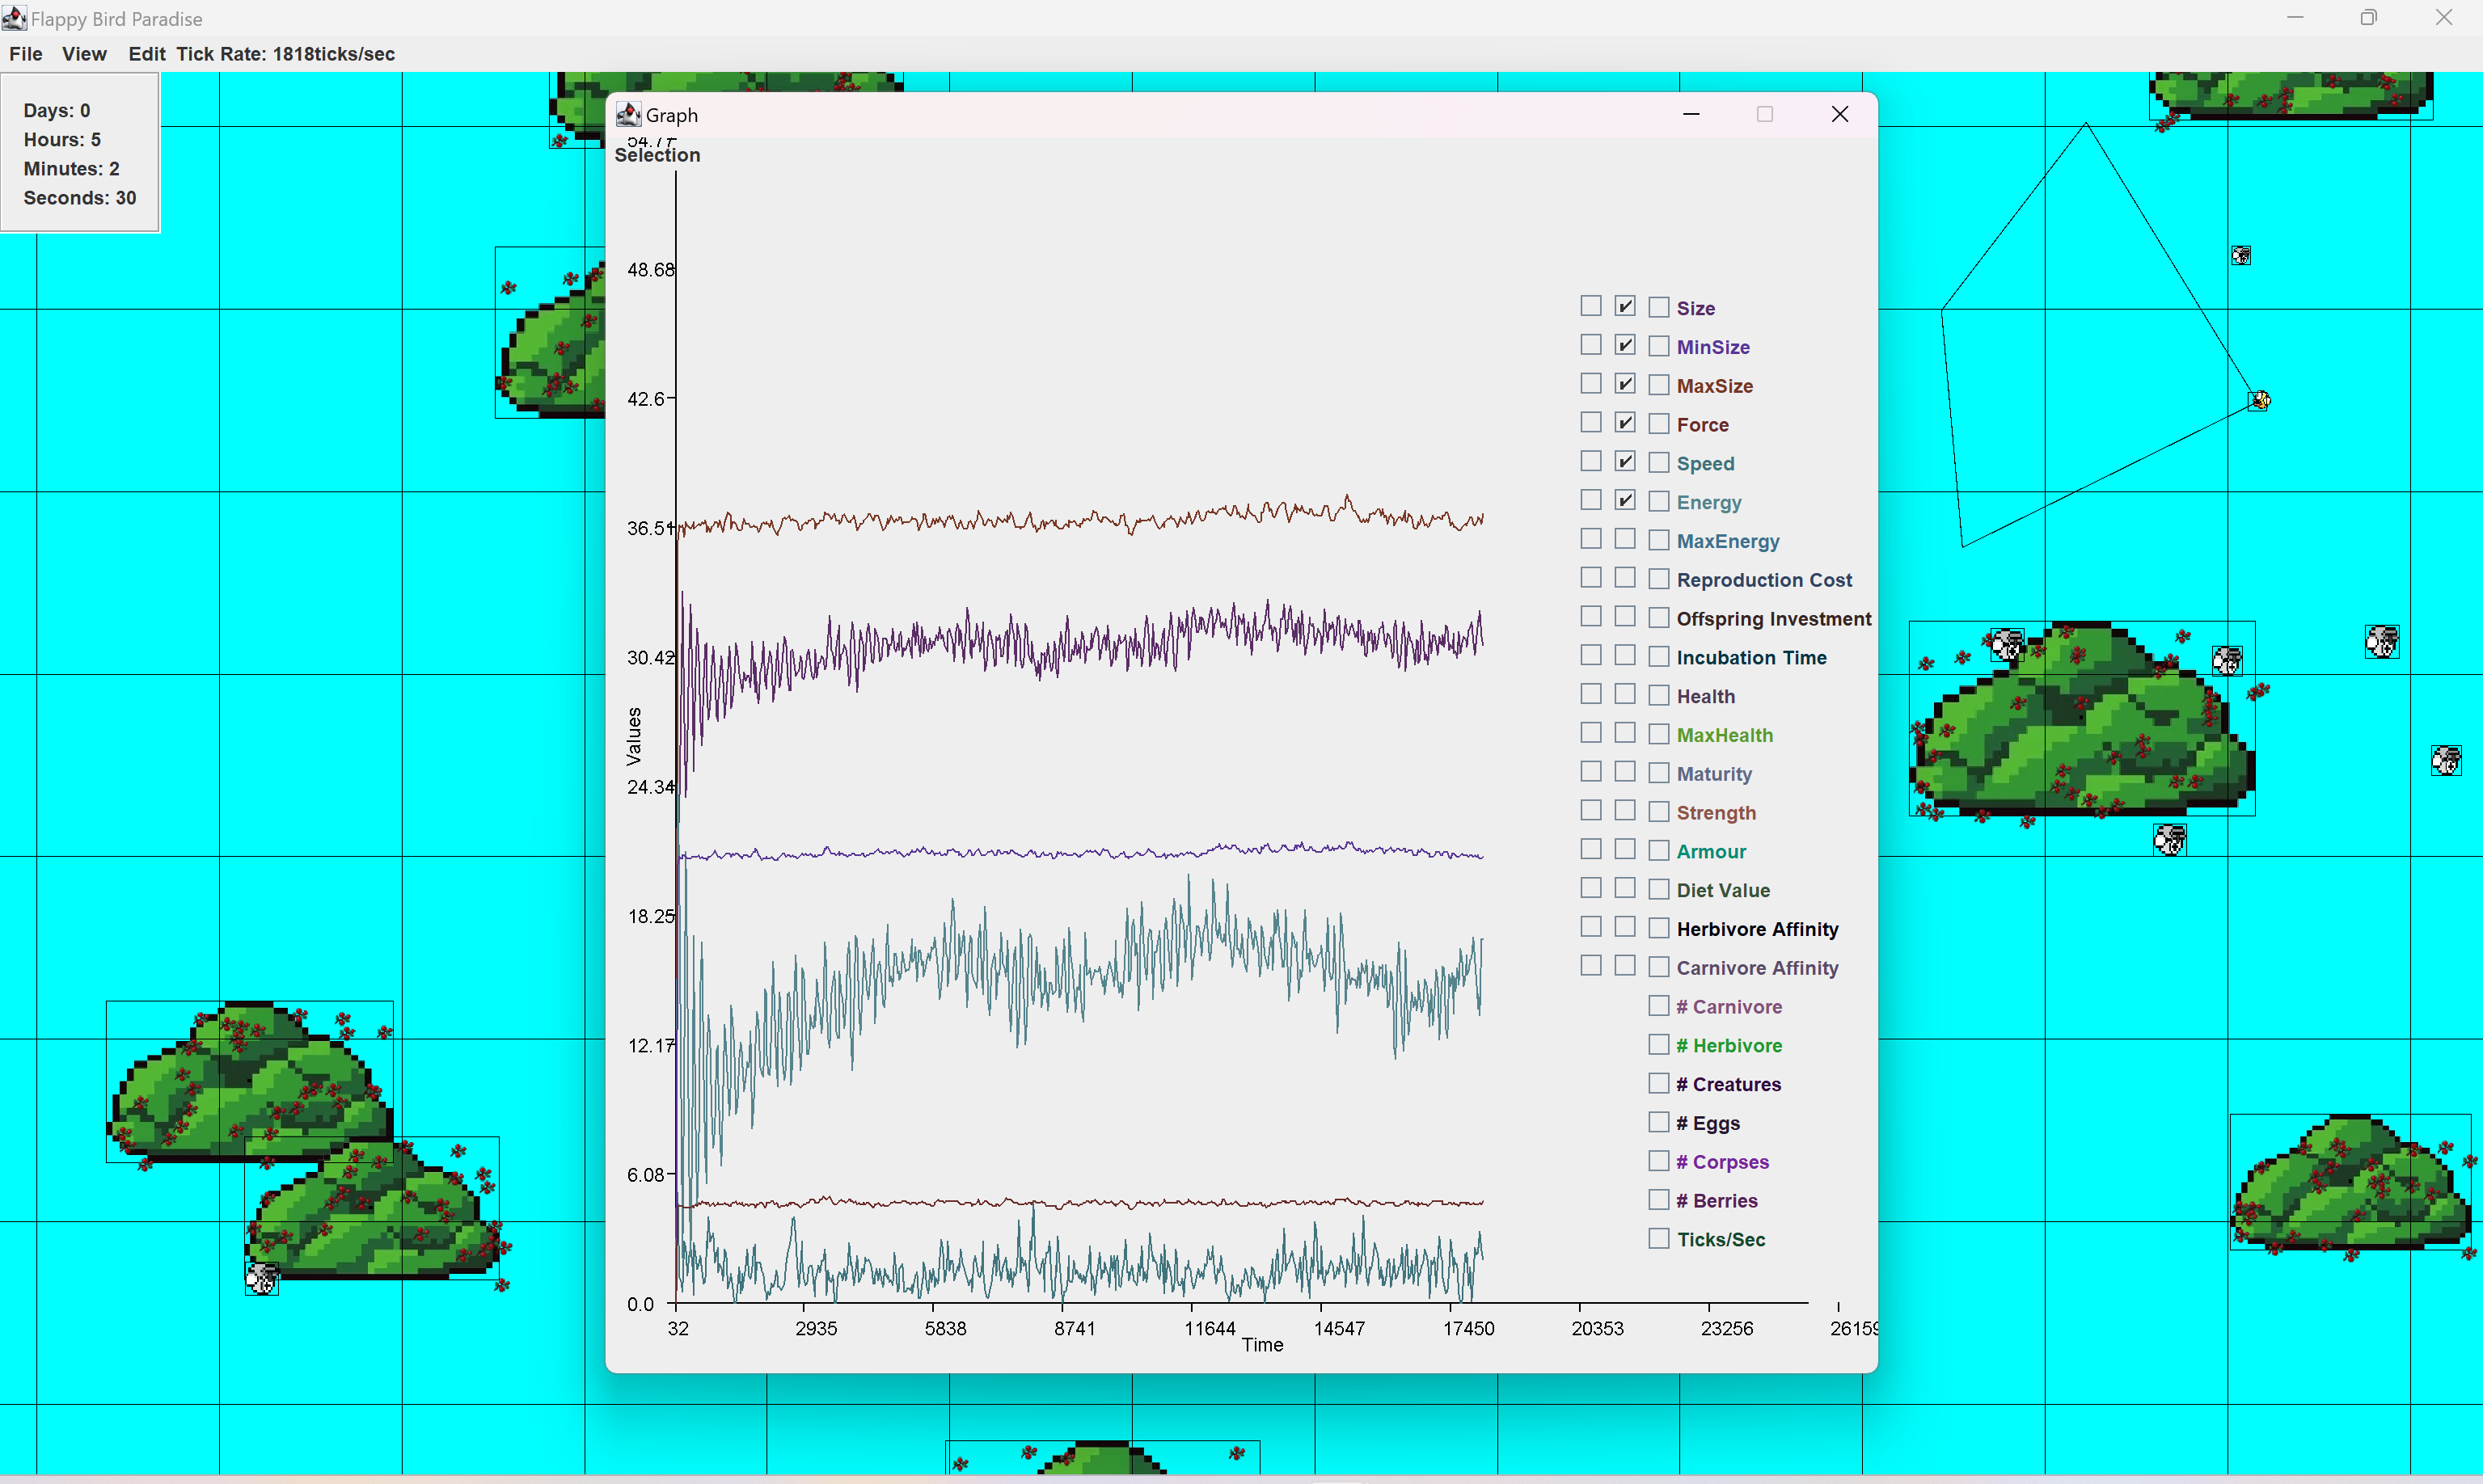 Flappy Bird Paradise
File View Edit Tick Rate: 1818ticks/sec
Days: 0
Hours: 5
Minutes: 2
Seconds: 30
Graph
54.77
Selection
48.68
42.6
36.51
30.42
24.34
18.25
12.17
6.08
0.0
Values
32 2935 5838 8741 11644 14547 17450 20353 23256 26159
Time
Size
MinSize
MaxSize
Force
Speed
Energy
MaxEnergy
Reproduction Cost
Offspring Investment
Incubation Time
Health
MaxHealth
Maturity
Strength
Armour
Diet Value
Herbivore Affinity
Carnivore Affinity
# Carnivore
# Herbivore
# Creatures
# Eggs
# Corpses
# Berries
Ticks/Sec